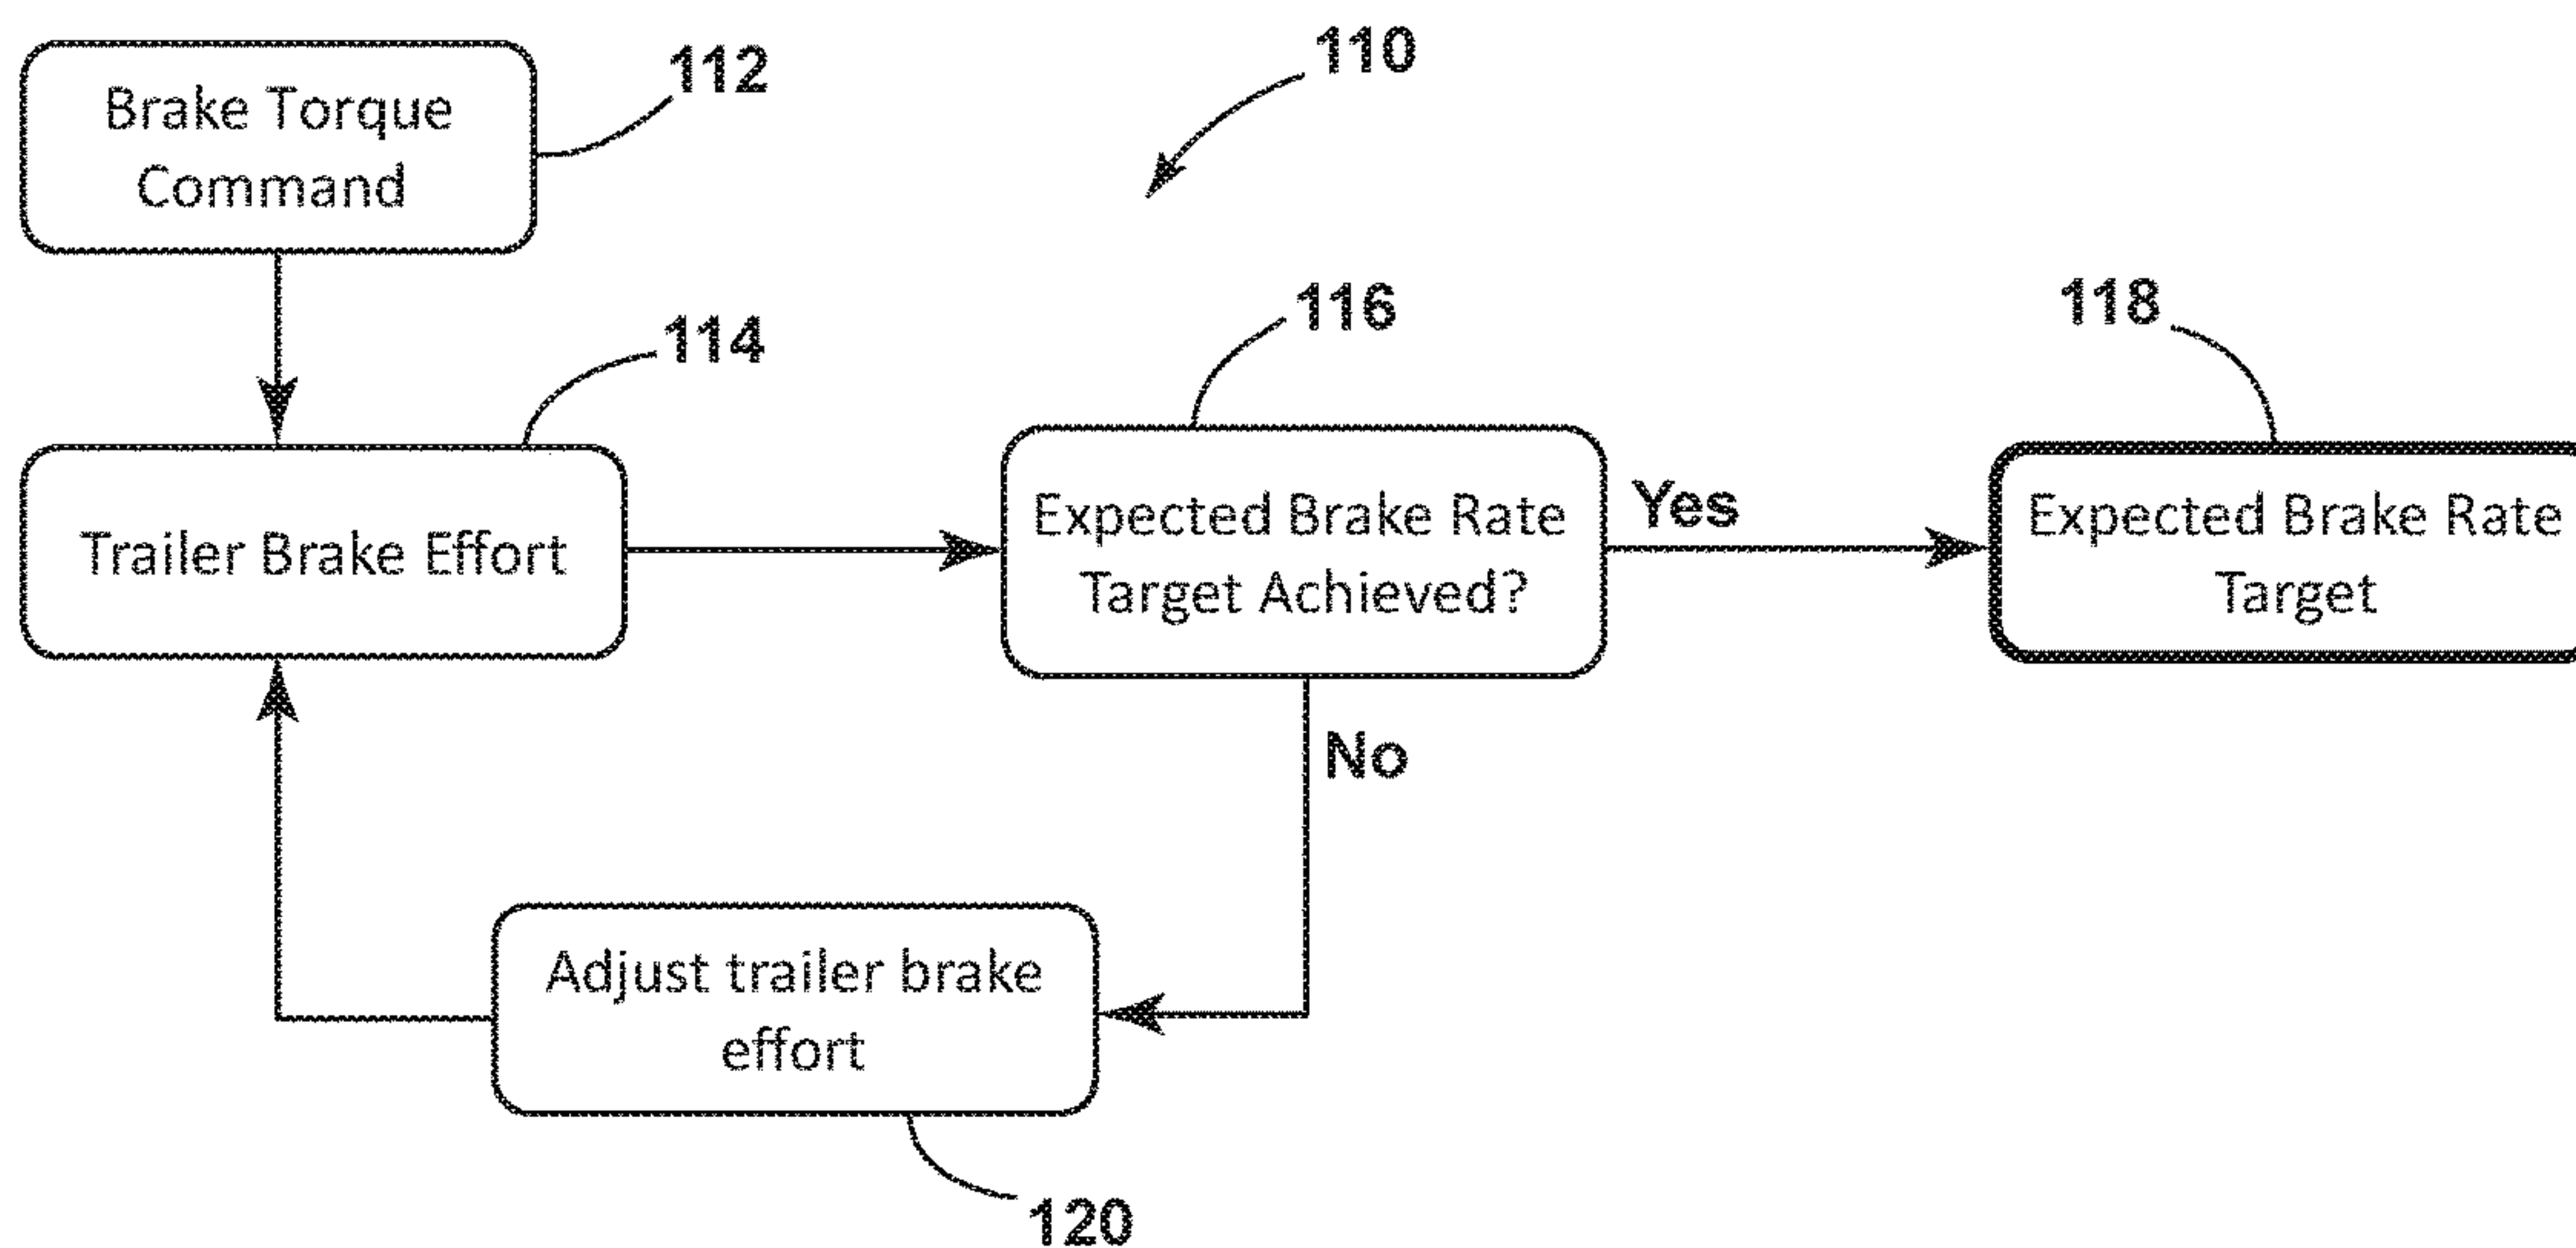 110
112
Brake Torque
Command
114
116
118
Trailer Brake Effort
Expected Brake Rate
Target Achieved?
Yes
Expected Brake Rate
Target
No
Adjust trailer brake
effort
120